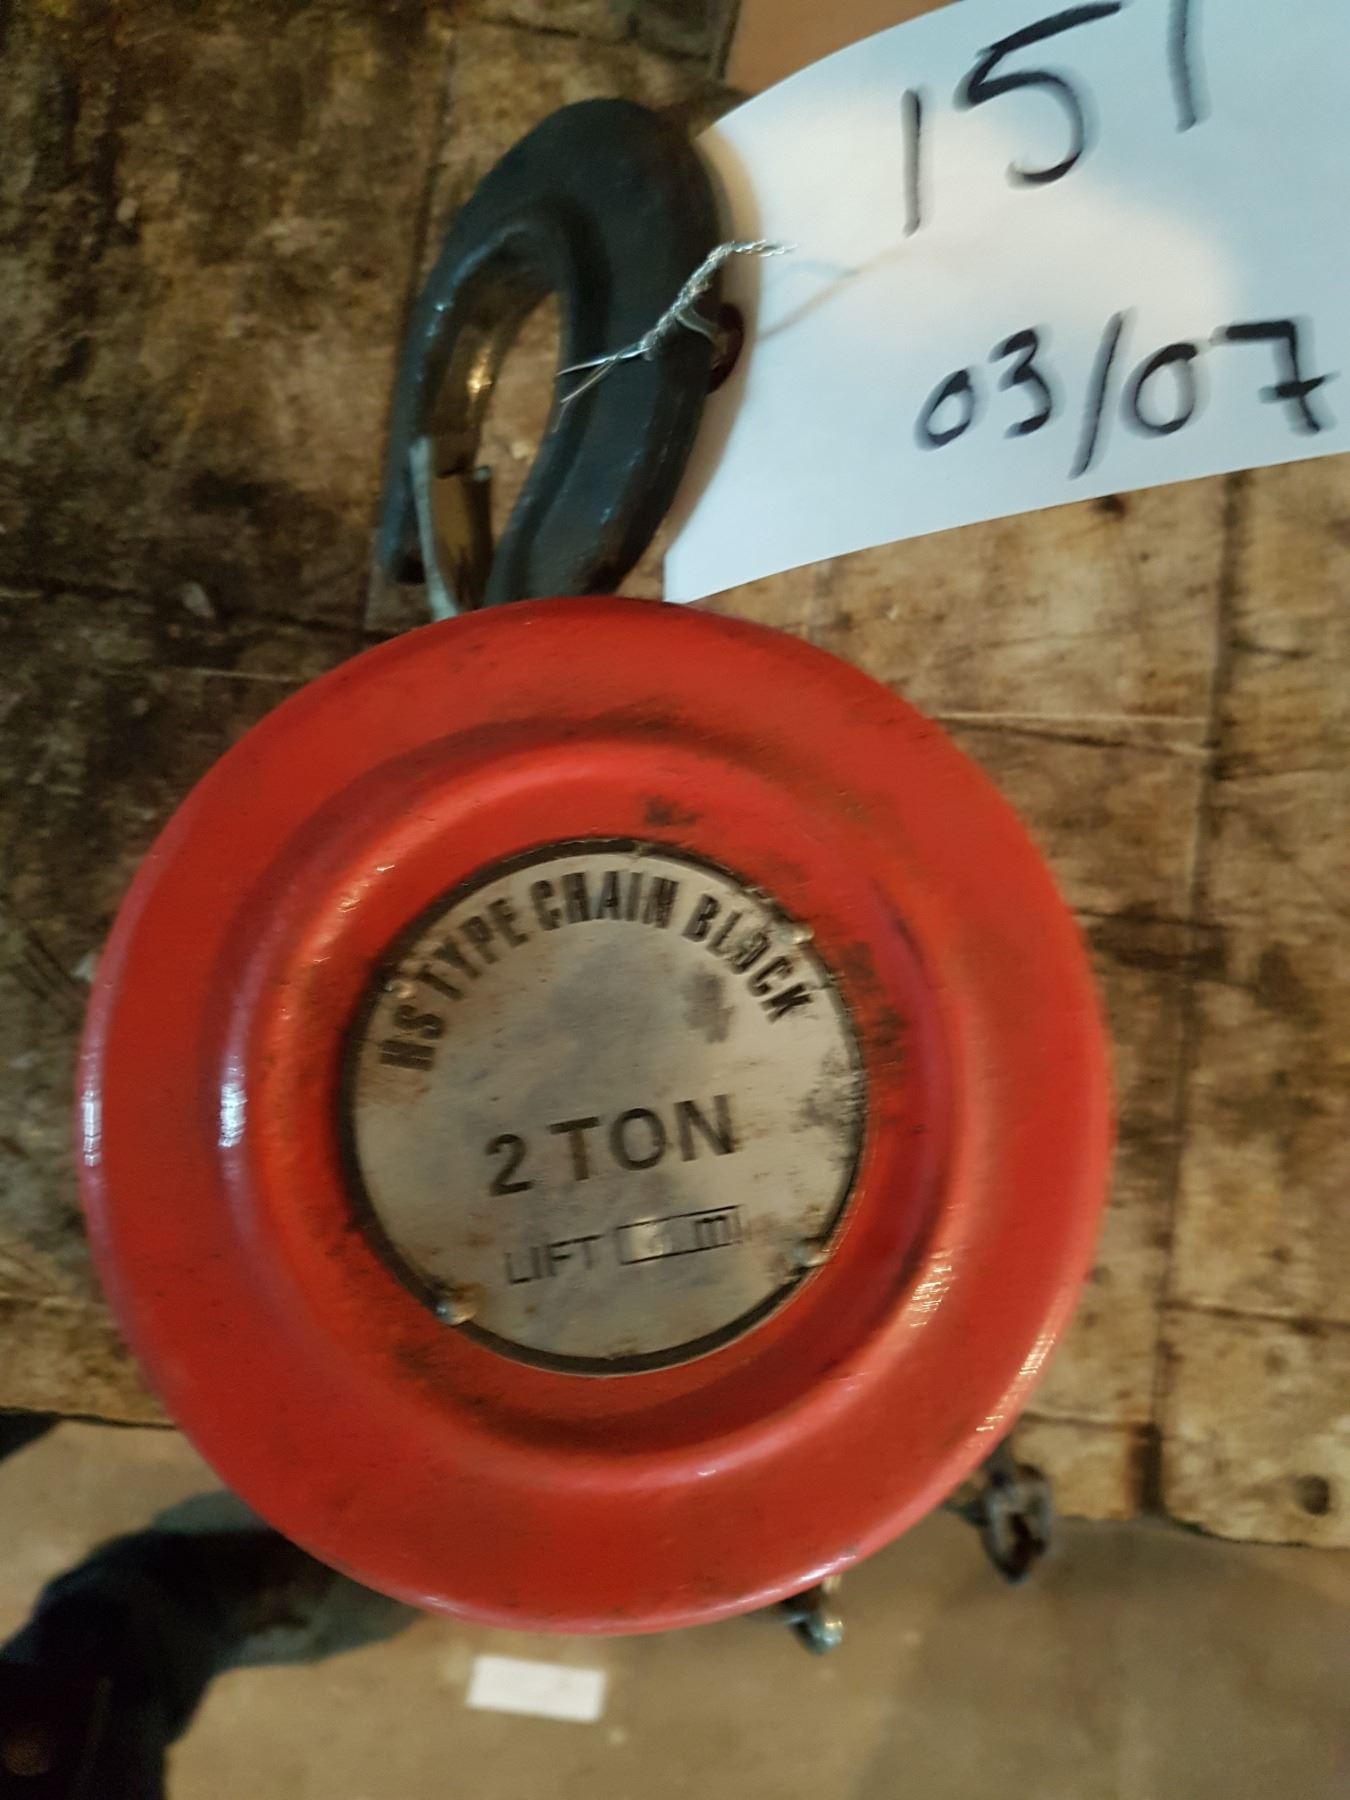 151
03/07
HS TYPE CHAIN BLOCK
2 TON
LIFT m